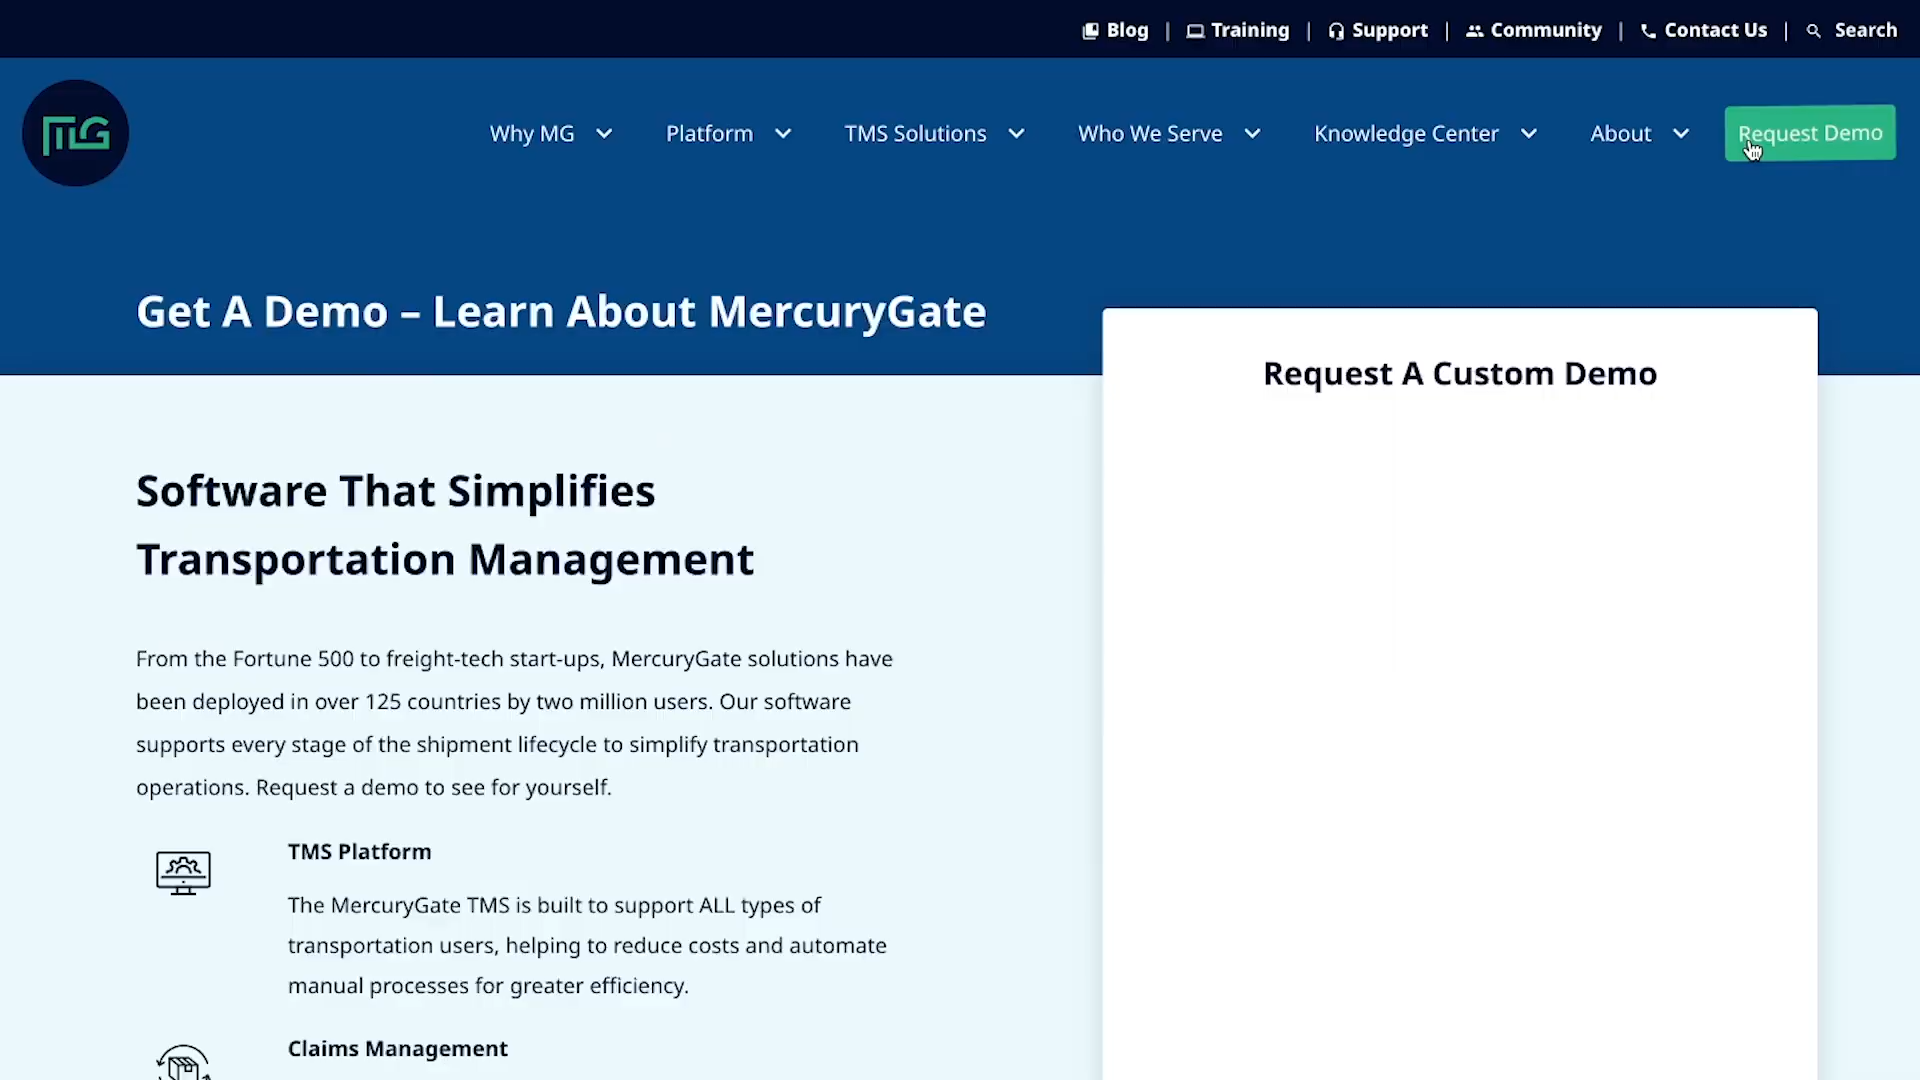 Blog | Training | Support | Community | Contact Us | Search
MG
Why MG Platform TMS Solutions Who We Serve Knowledge Center About Request Demo
Get A Demo – Learn About MercuryGate
Request A Custom Demo
Software That Simplifies
Transportation Management
From the Fortune 500 to freight-tech start-ups, MercuryGate solutions have
been deployed in over 125 countries by two million users. Our software
supports every stage of the shipment lifecycle to simplify transportation
operations. Request a demo to see for yourself.
TMS Platform
The MercuryGate TMS is built to support ALL types of
transportation users, helping to reduce costs and automate
manual processes for greater efficiency.
Claims Management